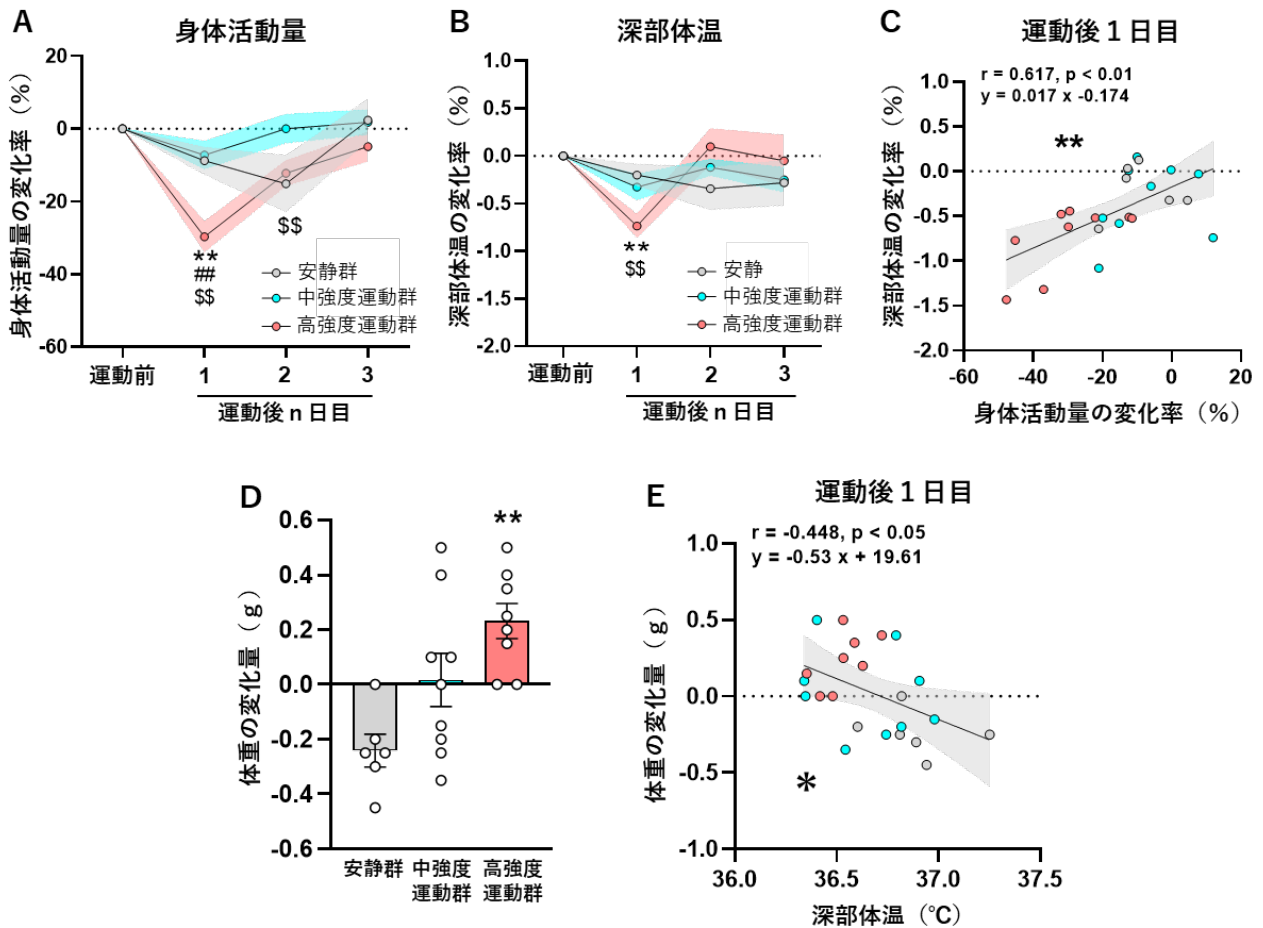 A
身体活動量
身体活動量の変化率（%）
20
0
-20
-40
-60
**
##
$$
$$
安静群
中強度運動群
高強度運動群
運動前
1
2
3
運動後 n 日目
B
深部体温
深部体温の変化率（%）
1.0
0.5
0.0
-0.5
-1.0
-1.5
-2.0
**
$$
安静
中強度運動群
高強度運動群
運動前
1
2
3
運動後 n 日目
C
運動後 1 日目
r = 0.617, p < 0.01
y = 0.017 x -0.174
**
深部体温の変化率（%）
1.0
0.5
0.0
-0.5
-1.0
-1.5
-2.0
-60
-40
-20
0
20
身体活動量の変化率（%）
D
体重の変化量（g）
0.6
0.4
0.2
0.0
-0.2
-0.4
-0.6
**
安静群
中強度
運動群
高強度
運動群
E
運動後 1 日目
r = -0.448, p < 0.05
y = -0.53 x + 19.61
体重の変化量（g）
1.0
0.5
0.0
-0.5
-1.0
*
36.0
36.5
37.0
37.5
深部体温（℃）